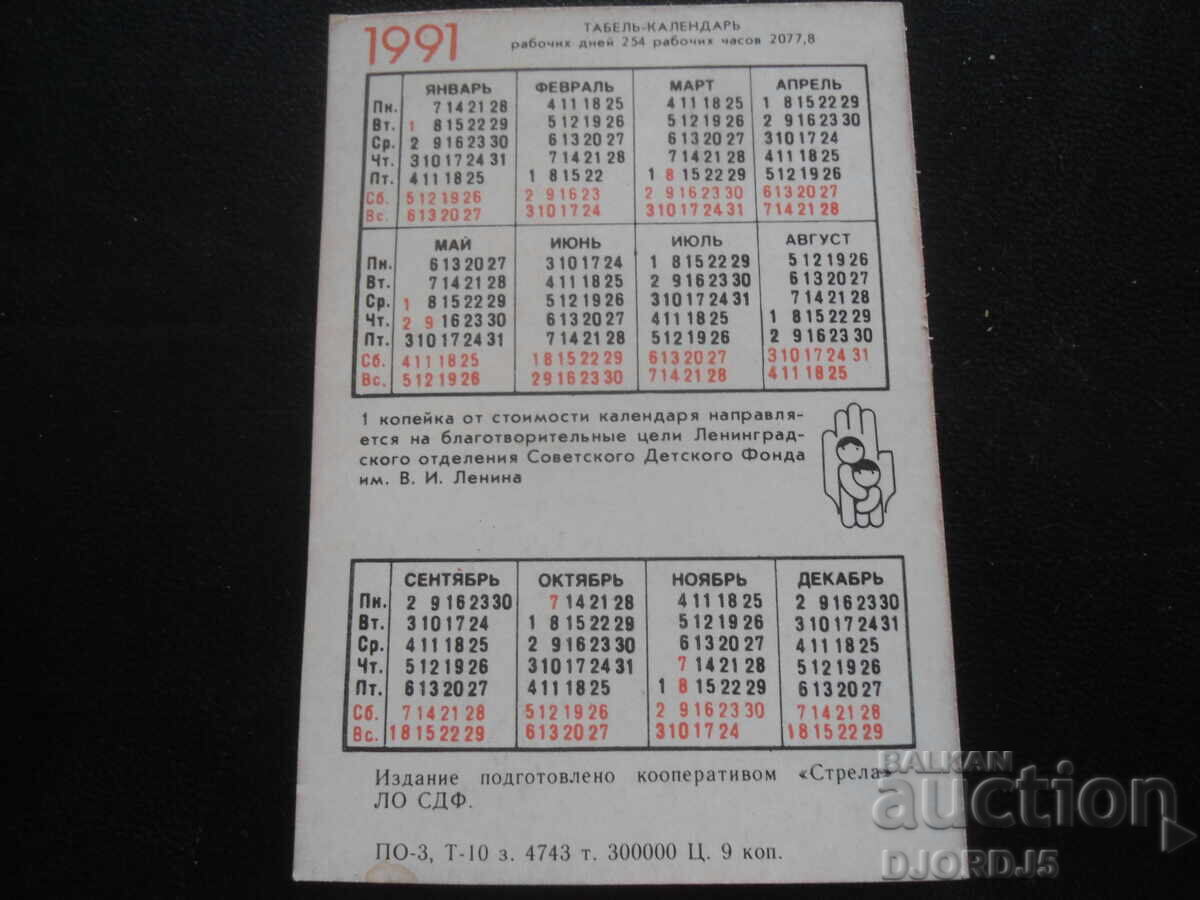 1991
ТАБЕЛЬ-КАЛЕНДАРЬ
рабочих дней 254 рабочих часов 2077,8
ЯНВАРЬ ФЕВРАЛЬ МАРТ АПРЕЛЬ
Пн. 7 14 21 28 4 11 18 25 4 11 18 25 1 8 15 22 29
Вт. 1 8 15 22 29 5 12 19 26 5 12 19 26 2 9 16 23 30
Ср. 2 9 16 23 30 6 13 20 27 6 13 20 27 3 10 17 24
Чт. 3 10 17 24 31 7 14 21 28 7 14 21 28 4 11 18 25
Пт. 4 11 18 25 1 8 15 22 1 8 15 22 29 5 12 19 26
Сб. 5 12 19 26 2 9 16 23 2 9 16 23 30 6 13 20 27
Вс. 6 13 20 27 3 10 17 24 3 10 17 24 31 7 14 21 28
МАЙ ИЮНЬ ИЮЛЬ АВГУСТ
Пн. 6 13 20 27 3 10 17 24 1 8 15 22 29 5 12 19 26
Вт. 7 14 21 28 4 11 18 25 2 9 16 23 30 6 13 20 27
Ср. 1 8 15 22 29 5 12 19 26 3 10 17 24 31 7 14 21 28
Чт. 2 9 16 23 30 6 13 20 27 4 11 18 25 1 8 15 22 29
Пт. 3 10 17 24 31 7 14 21 28 5 12 19 26 2 9 16 23 30
Сб. 4 11 18 25 1 8 15 22 29 6 13 20 27 3 10 17 24 31
Вс. 5 12 19 26 2 9 16 23 30 7 14 21 28 4 11 18 25
1 копейка от стоимости календаря направля-
ется на благотворительные цели Ленинград-
ского отделения Советского Детского Фонда
им. В. И. Ленина
СЕНТЯБРЬ ОКТЯБРЬ НОЯБРЬ ДЕКАБРЬ
Пн. 2 9 16 23 30 7 14 21 28 4 11 18 25 2 9 16 23 30
Вт. 3 10 17 24 1 8 15 22 29 5 12 19 26 3 10 17 24 31
Ср. 4 11 18 25 2 9 16 23 30 6 13 20 27 4 11 18 25
Чт. 5 12 19 26 3 10 17 24 31 7 14 21 28 5 12 19 26
Пт. 6 13 20 27 4 11 18 25 1 8 15 22 29 6 13 20 27
Сб. 7 14 21 28 5 12 19 26 2 9 16 23 30 7 14 21 28
Вс. 1 8 15 22 29 6 13 20 27 3 10 17 24 1 8 15 22 29
Издание подготовлено кооперативом «Стрела»
ЛО СДФ.
ПО-3, Т-10 з. 4743 т. 300000 Ц. 9 коп.
BALKAN
auction
DJORDJ5